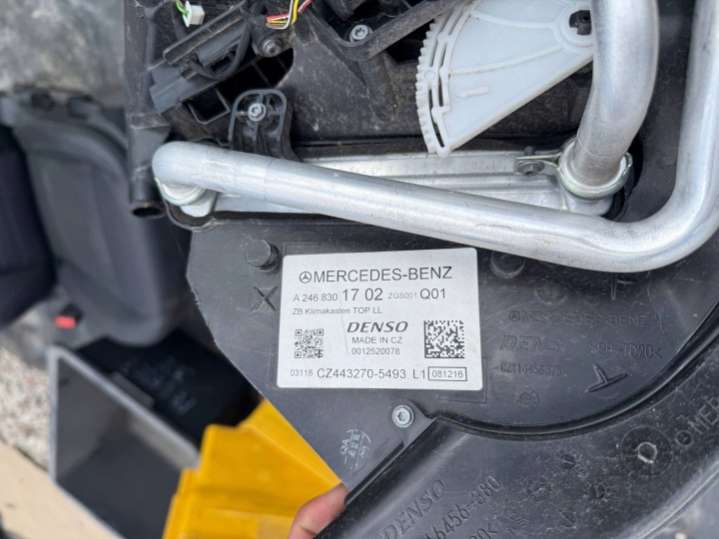 MERCEDES-BENZ
A 246 830 17 02 ZGS001 Q01
ZB Klimakasten TOP LL
DENSO
MADE IN CZ
0012520078
03118 CZ443270-5493 L1 081216
DENSO